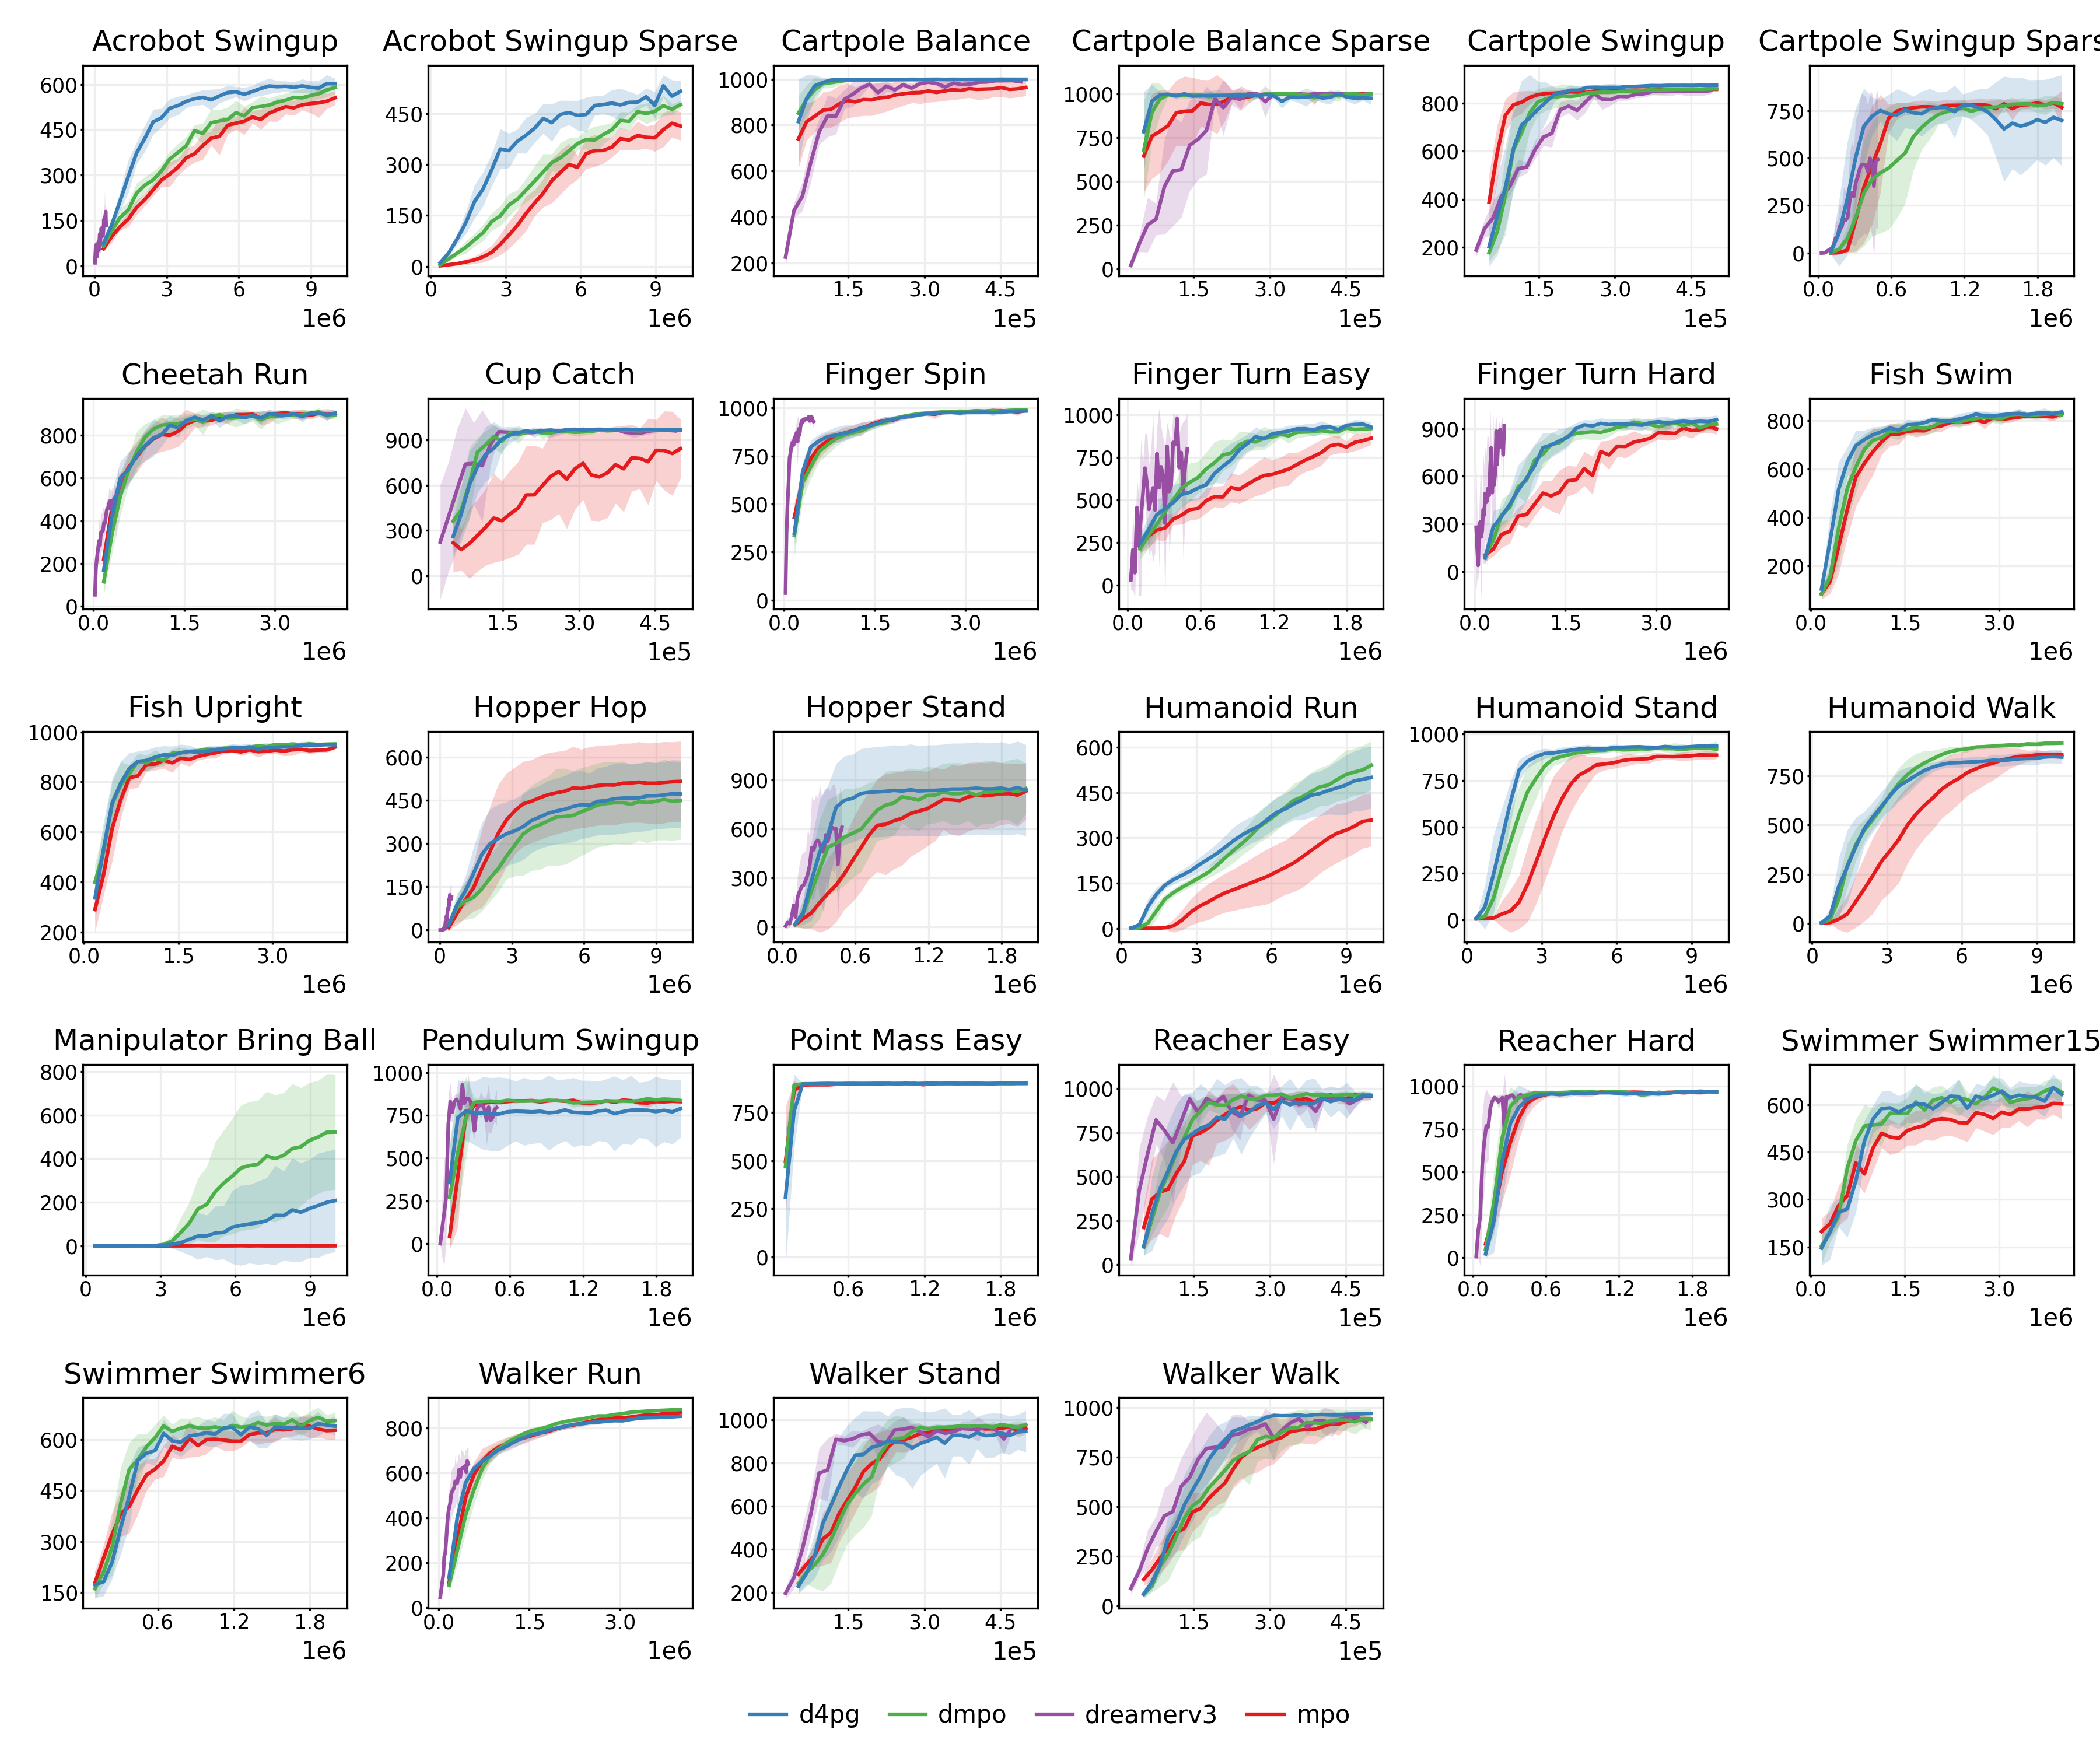 Acrobot Swingup
600
450
300
150
0
0 3 6 9
1e6
Acrobot Swingup Sparse
450
300
150
0
0 3 6 9
1e6
Cartpole Balance
1000
800
600
400
200
1.5 3.0 4.5
1e5
Cartpole Balance Sparse
1000
750
500
250
0
1.5 3.0 4.5
1e5
Cartpole Swingup
800
600
400
200
1.5 3.0 4.5
1e5
Cartpole Swingup Spars
750
500
250
0
0.0 0.6 1.2 1.8
1e6
Cheetah Run
800
600
400
200
0
0.0 1.5 3.0
1e6
Cup Catch
900
600
300
0
1.5 3.0 4.5
1e5
Finger Spin
1000
750
500
250
0
0.0 1.5 3.0
1e6
Finger Turn Easy
1000
750
500
250
0
0.0 0.6 1.2 1.8
1e6
Finger Turn Hard
900
600
300
0
0.0 1.5 3.0
1e6
Fish Swim
800
600
400
200
0.0 1.5 3.0
1e6
Fish Upright
1000
800
600
400
200
0.0 1.5 3.0
1e6
Hopper Hop
600
450
300
150
0
0 3 6 9
1e6
Hopper Stand
900
600
300
0
0.0 0.6 1.2 1.8
1e6
Humanoid Run
600
450
300
150
0
0 3 6 9
1e6
Humanoid Stand
1000
750
500
250
0
0 3 6 9
1e6
Humanoid Walk
750
500
250
0
0 3 6 9
1e6
Manipulator Bring Ball
800
600
400
200
0
0 3 6 9
1e6
Pendulum Swingup
1000
750
500
250
0
0.0 0.6 1.2 1.8
1e6
Point Mass Easy
750
500
250
0
0.6 1.2 1.8
1e6
Reacher Easy
1000
750
500
250
0
1.5 3.0 4.5
1e5
Reacher Hard
1000
750
500
250
0
0.0 0.6 1.2 1.8
1e6
Swimmer Swimmer15
600
450
300
150
0.0 1.5 3.0
1e6
Swimmer Swimmer6
600
450
300
150
0.6 1.2 1.8
1e6
Walker Run
800
600
400
200
0
0.0 1.5 3.0
1e6
Walker Stand
1000
800
600
400
200
1.5 3.0 4.5
1e5
Walker Walk
1000
750
500
250
0
1.5 3.0 4.5
1e5
d4pg dmpo dreamerv3 mpo